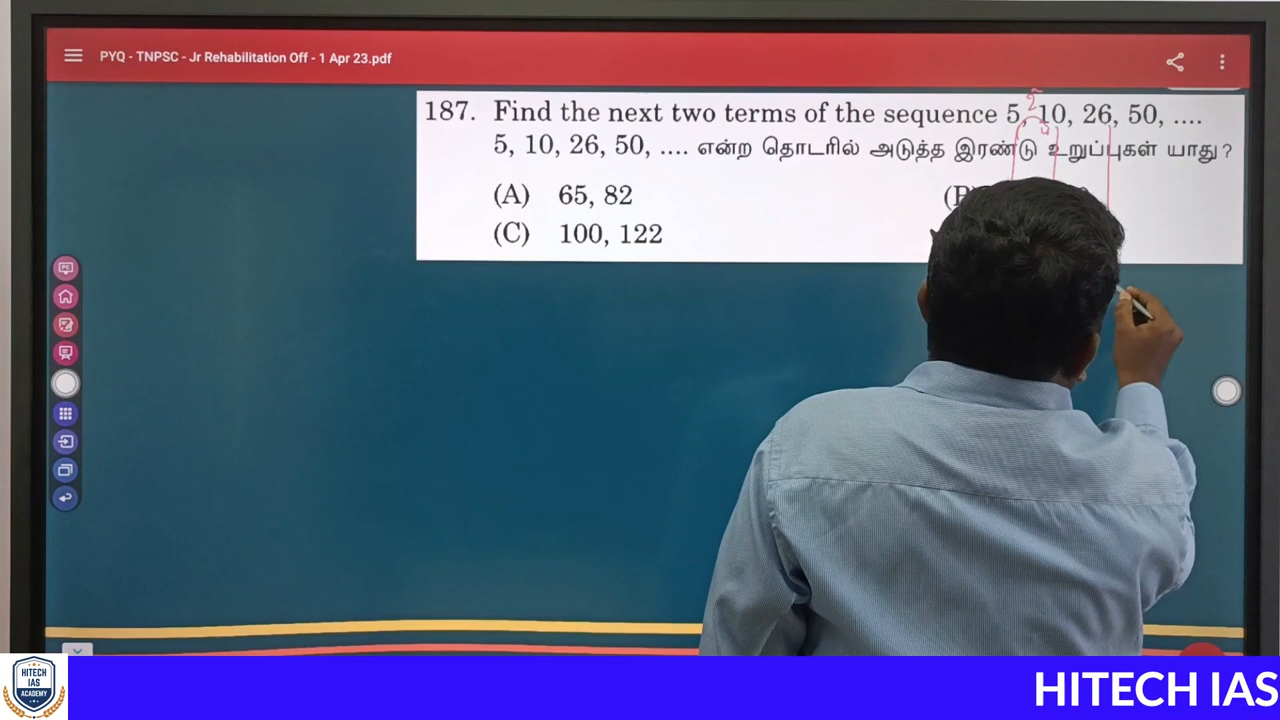 PYQ - TNPSC - Jr Rehabilitation Off - 1 Apr 23.pdf
187. Find the next two terms of the sequence 5, 10, 26, 50, ....
5, 10, 26, 50, .... என்ற தொடரில் அடுத்த இரண்டு உறுப்புகள் யாது?
(A) 65, 82
(C) 100, 122
HITECH
IAS
ACADEMY
HITECH IAS